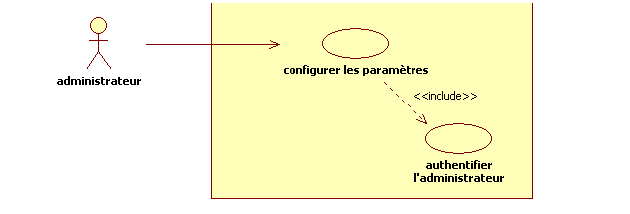 administrateur
configurer les paramètres
<<include>>
authentifier
l'administrateur